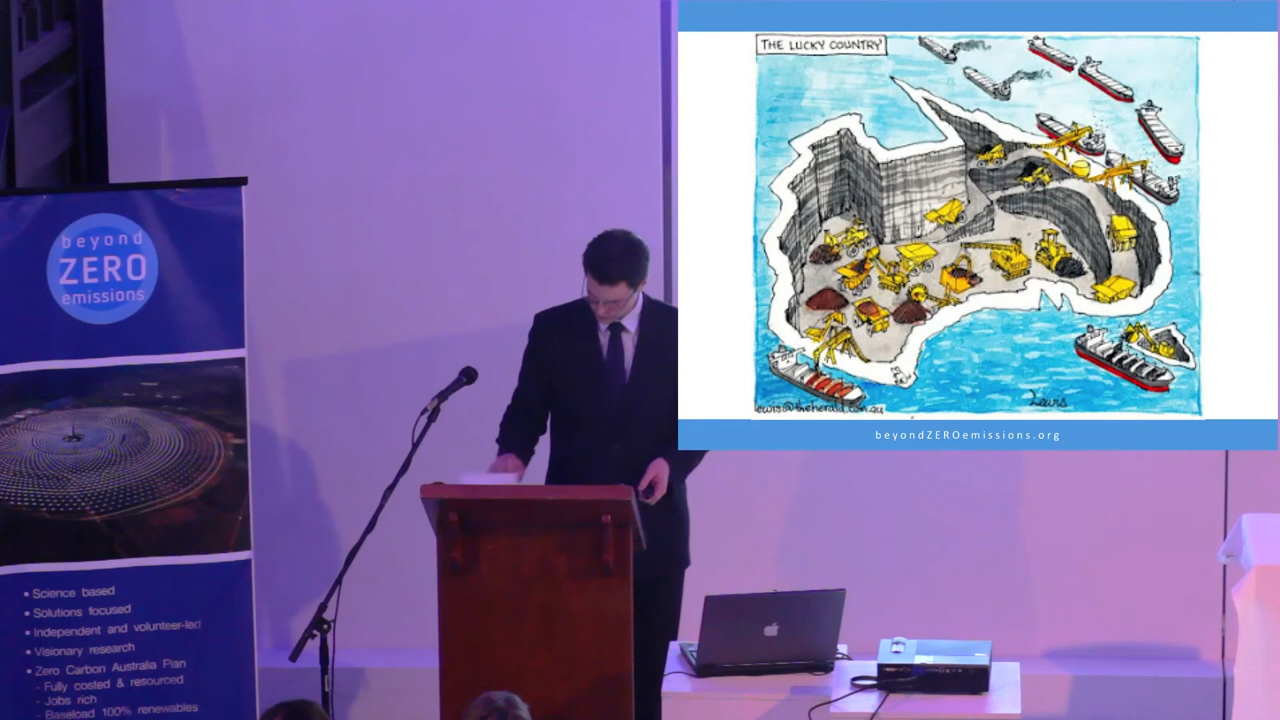 beyond
ZERO
emissions
• Science based
• Solutions focused
• Independent and volunteer-led
• Visionary research
• Zero Carbon Australia Plan
- Fully costed & resourced
- Jobs rich
- Baseload 100% renewables
THE LUCKY COUNTRY
Lewis
lewis@theherald.com.au
beyondZEROemissions.org